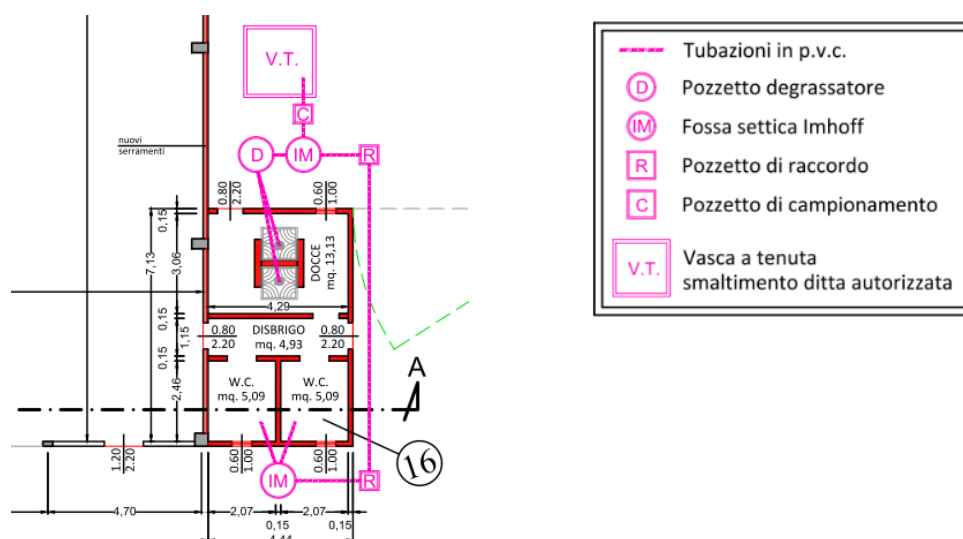 V.T.
C
D
IM
R
nuovi
serramenti
0.80
2.20
0.60
1.00
0,15
7,13
3,06
DOCCE
mq. 13,13
4,29
0,15
1,15
0,15
0.80
2.20
DISBRIGO
mq. 4,93
0.80
2.20
2,46
W.C.
mq. 5,09
W.C.
mq. 5,09
A
16
1.20
2.20
0.60
1.00
0.60
1.00
IM
R
4,70
2,07
2,07
0,15
0,15
4,44
Tubazioni in p.v.c.
D
Pozzetto degrassatore
IM
Fossa settica Imhoff
R
Pozzetto di raccordo
C
Pozzetto di campionamento
V.T.
Vasca a tenuta
smaltimento ditta autorizzata